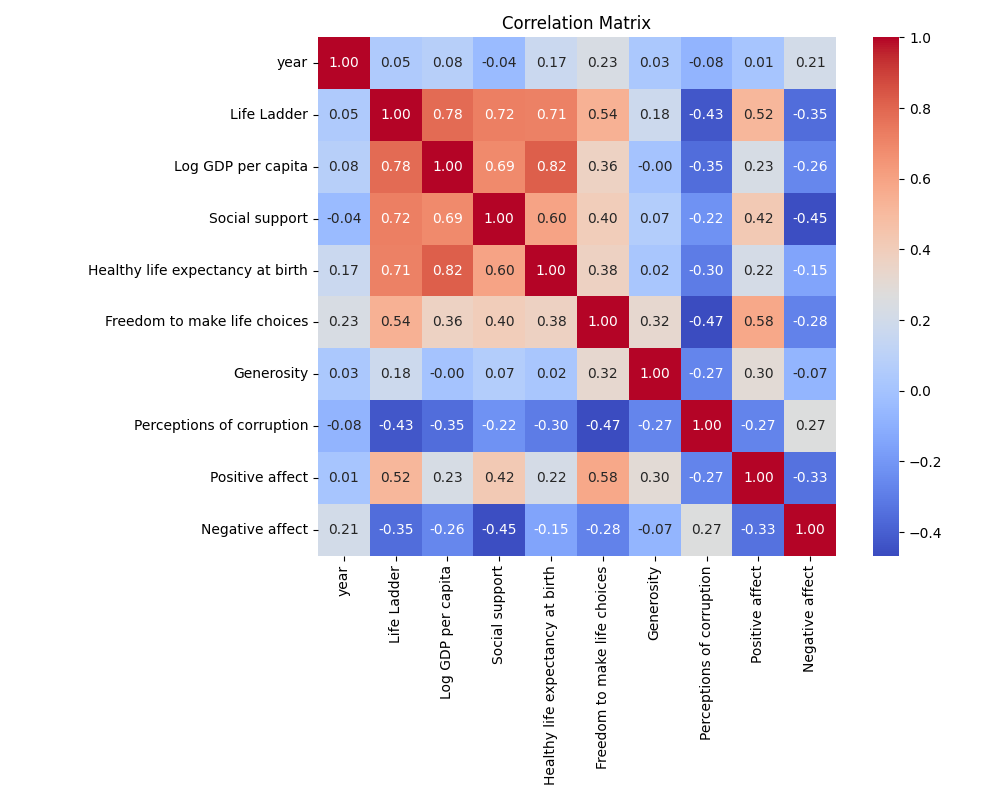 Correlation Matrix
year 1.00 0.05 0.08 -0.04 0.17 0.23 0.03 -0.08 0.01 0.21
Life Ladder 0.05 1.00 0.78 0.72 0.71 0.54 0.18 -0.43 0.52 -0.35
Log GDP per capita 0.08 0.78 1.00 0.69 0.82 0.36 -0.00 -0.35 0.23 -0.26
Social support -0.04 0.72 0.69 1.00 0.60 0.40 0.07 -0.22 0.42 -0.45
Healthy life expectancy at birth 0.17 0.71 0.82 0.60 1.00 0.38 0.02 -0.30 0.22 -0.15
Freedom to make life choices 0.23 0.54 0.36 0.40 0.38 1.00 0.32 -0.47 0.58 -0.28
Generosity 0.03 0.18 -0.00 0.07 0.02 0.32 1.00 -0.27 0.30 -0.07
Perceptions of corruption -0.08 -0.43 -0.35 -0.22 -0.30 -0.47 -0.27 1.00 -0.27 0.27
Positive affect 0.01 0.52 0.23 0.42 0.22 0.58 0.30 -0.27 1.00 -0.33
Negative affect 0.21 -0.35 -0.26 -0.45 -0.15 -0.28 -0.07 0.27 -0.33 1.00
year
Life Ladder
Log GDP per capita
Social support
Healthy life expectancy at birth
Freedom to make life choices
Generosity
Perceptions of corruption
Positive affect
Negative affect
1.0
0.8
0.6
0.4
0.2
0.0
−0.2
−0.4